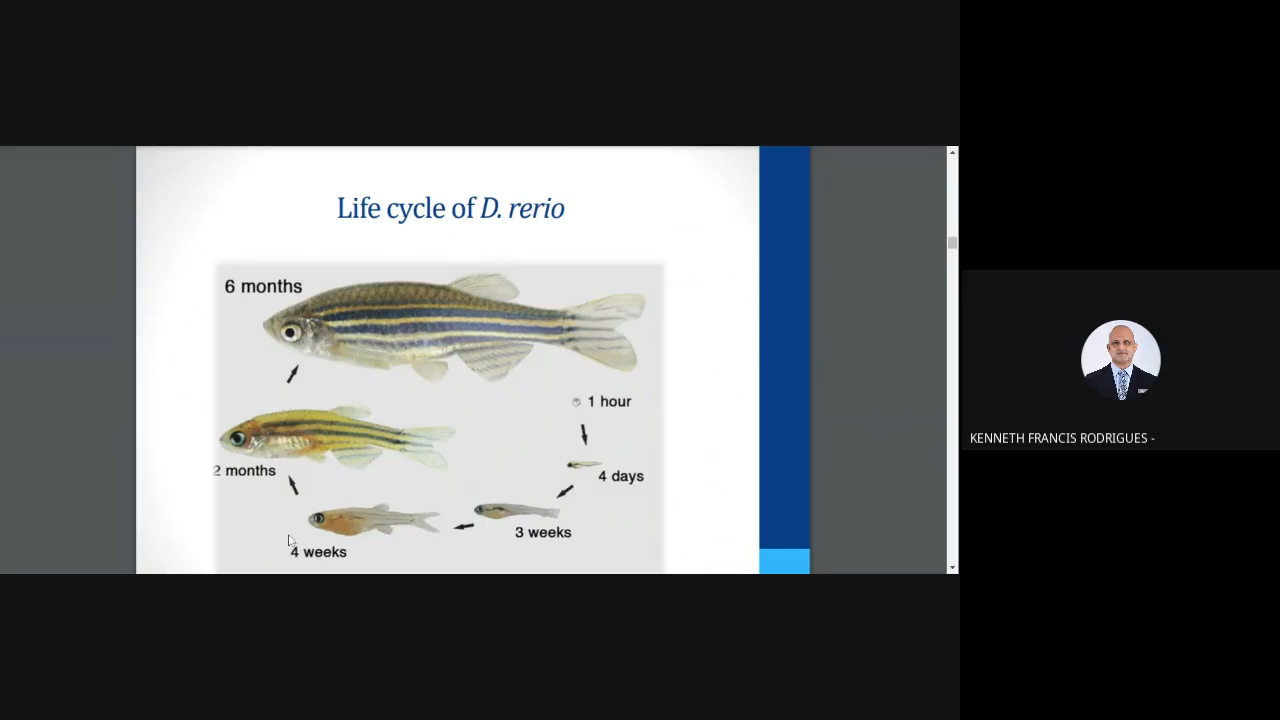 Life cycle of D. rerio
6 months
1 hour
2 months
4 days
3 weeks
4 weeks
KENNETH FRANCIS RODRIGUES -